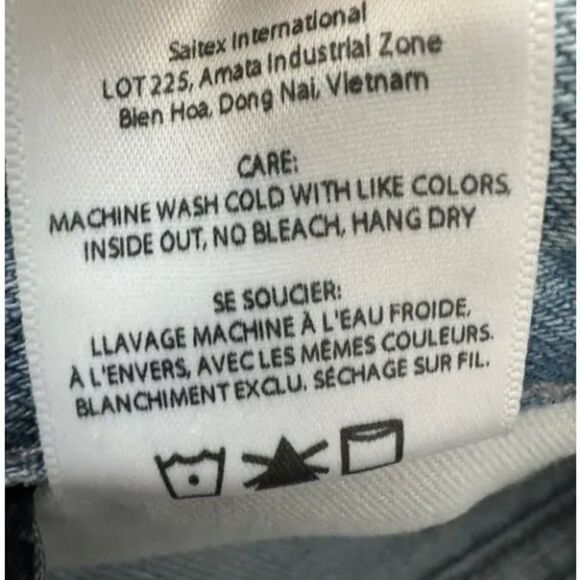 Saitex International
LOT 225, Amata Industrial Zone
Bien Hoa, Dong Nai, Vietnam
CARE:
MACHINE WASH COLD WITH LIKE COLORS,
INSIDE OUT, NO BLEACH, HANG DRY
SE SOUCIER:
LLAVAGE MACHINE À L'EAU FROIDE,
À L'ENVERS, AVEC LES MÊMES COULEURS.
BLANCHIMENT EXCLU. SÉCHAGE SUR FIL.